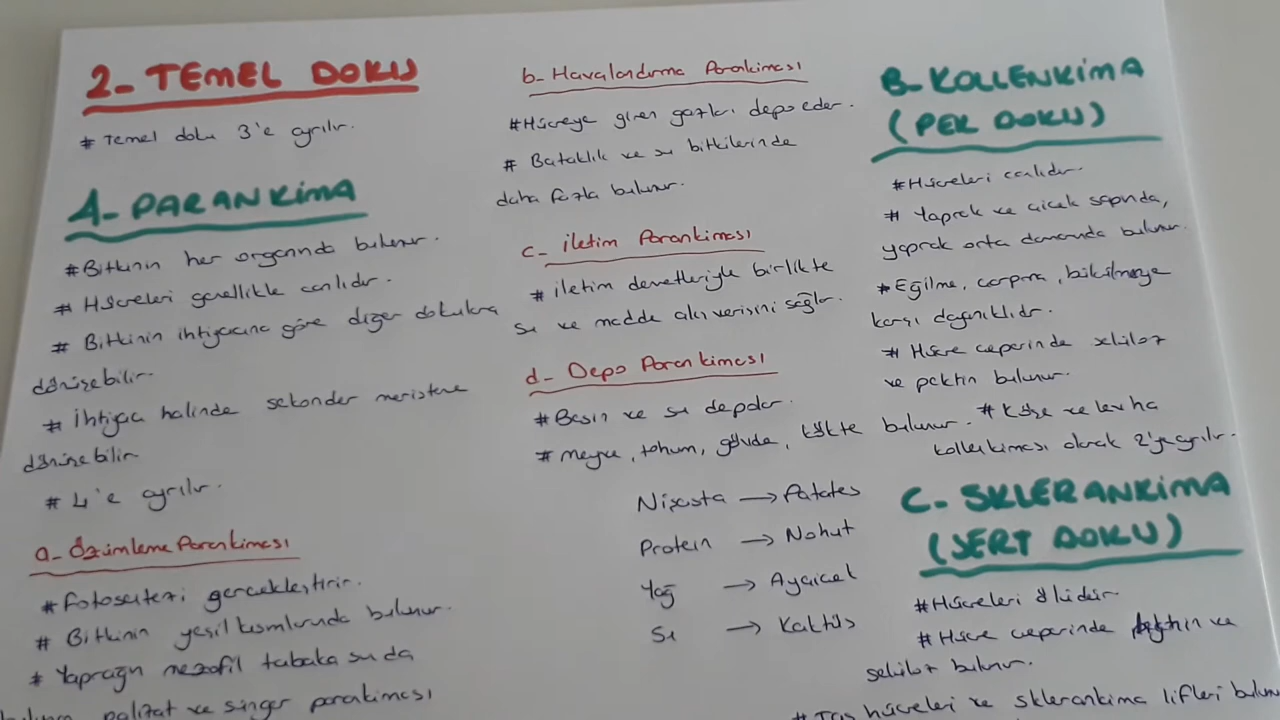 2- TEMEL DOKU
# Temel doku 3'e ayrılır.
A- PARANKİMA
# Bitkinin her organında bulunur.
# Hücreleri genellikle canlıdır.
# Bitkinin ihtiyacına göre diğer dokulara
dönüşebilir.
# İhtiyaç halinde sekonder meristeme
dönüşebilir.
# 4'e ayrılır.
a- Özümleme Parankiması
# Fotosentezi gerçekleştirir.
# Bitkinin yeşil kısımlarında bulunur.
# Yaprağın mezofil tabakasında
palizat ve sünger parankiması
b- Havalandırma Parankiması
# Hücreye giren gazları depo eder.
# Bataklık ve su bitkilerinde
daha fazla bulunur.
c- İletim Parankiması
# İletim demetleriyle birlikte
su ve madde alışverişini sağlar.
d- Depo Parankiması
# Besin ve su depolar.
# meyve, tohum, gövde, kökte bulunur.
Nişasta → Patates
Protein → Nohut
Yağ → Ayçiçeği
Su → Kaktüs
B- KOLLENKİMA
(PEK DOKU)
# Hücreleri canlıdır.
# Yaprak ve çiçek sapında,
yaprak orta damarında bulunur.
# Eğilme, çarpma, bükülmeye
karşı dayanıklıdır.
# Hücre çeperinde selüloz
ve pektin bulunur.
# Köşe ve levha
kollenkiması olarak 2'ye ayrılır.
C- SKLERANKİMA
(SERT DOKU)
# Hücreleri ölüdür.
# Hücre çeperinde ve
selüloz bulunur.
# Taş hücreleri ve sklerankima lifleri